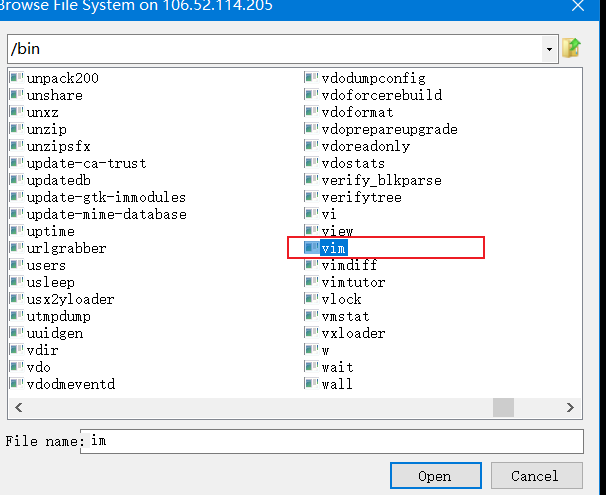 Browse File System on 106.52.114.205
/bin
unpack200
unshare
unxz
unzip
unzipsfx
update-ca-trust
updatedb
update-gtk-immodules
update-mime-database
uptime
urlgrabber
users
usleep
usx2yloader
utmpdump
uuidgen
vdir
vdo
vdodmeventd
vdodumpconfig
vdoforcerebuild
vdoformat
vdoprepareupgrade
vdoreadonly
vdostats
verify_blkparse
verifytree
vi
view
vim
vimdiff
vimtutor
vlock
vmstat
vxloader
w
wait
wall
File name: im
Open
Cancel